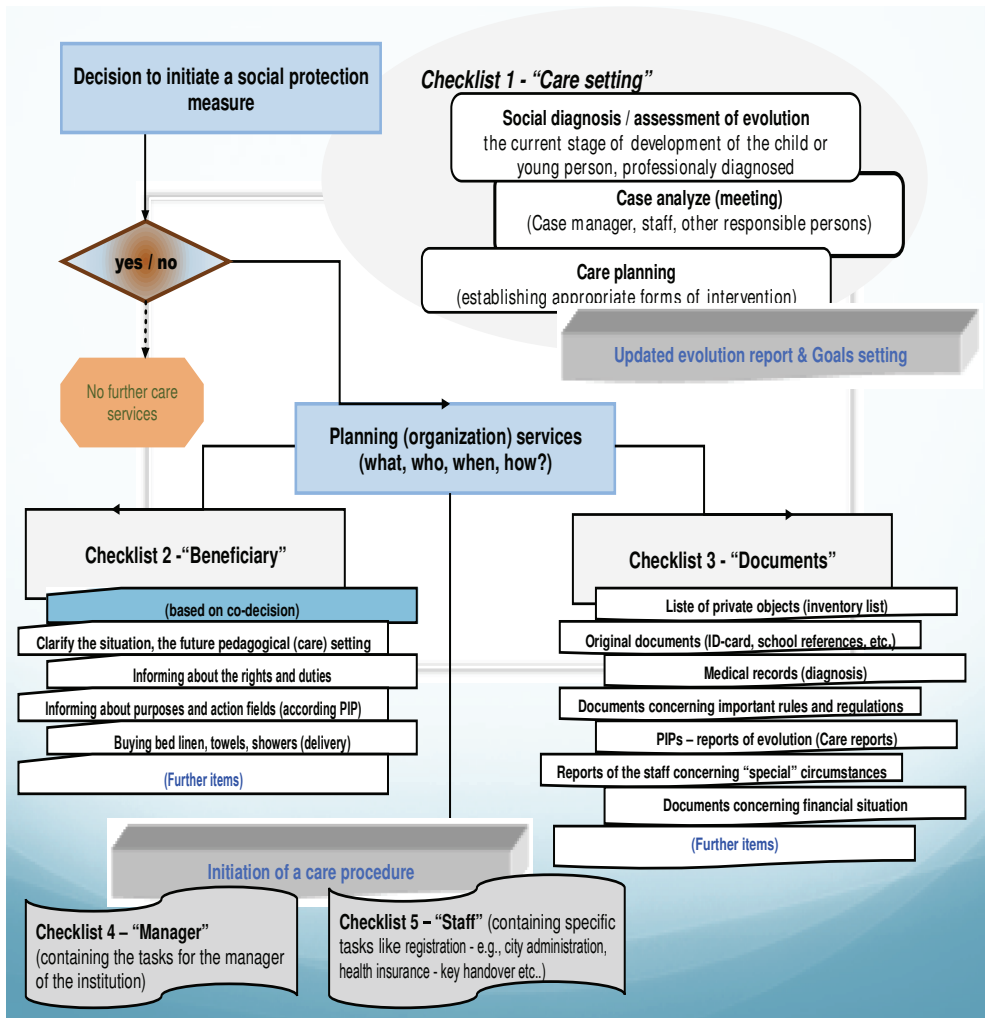 Decision to initiate a social protection
measure
Checklist 1 - “Care setting”
Social diagnosis / assessment of evolution
the current stage of development of the child or
young person, professionaly diagnosed
Case analyze (meeting)
(Case manager, staff, other responsible persons)
Care planning
(establishing appropriate forms of intervention)
Updated evolution report & Goals setting
yes / no
No further care
services
Planning (organization) services
(what, who, when, how?)
Checklist 2 -“Beneficiary”
(based on co-decision)
Clarify the situation, the future pedagogical (care) setting
Informing about the rights and duties
Informing about purposes and action fields (according PIP)
Buying bed linen, towels, showers (delivery)
(Further items)
Checklist 3 - “Documents”
Liste of private objects (inventory list)
Original documents (ID-card, school references, etc.)
Medical records (diagnosis)
Documents concerning important rules and regulations
PIPs – reports of evolution (Care reports)
Reports of the staff concerning “special” circumstances
Documents concerning financial situation
(Further items)
Initiation of a care procedure
Checklist 4 – “Manager”
(containing the tasks for the manager
of the institution)
Checklist 5 – “Staff” (containing specific
tasks like registration - e.g., city administration,
health insurance - key handover etc..)